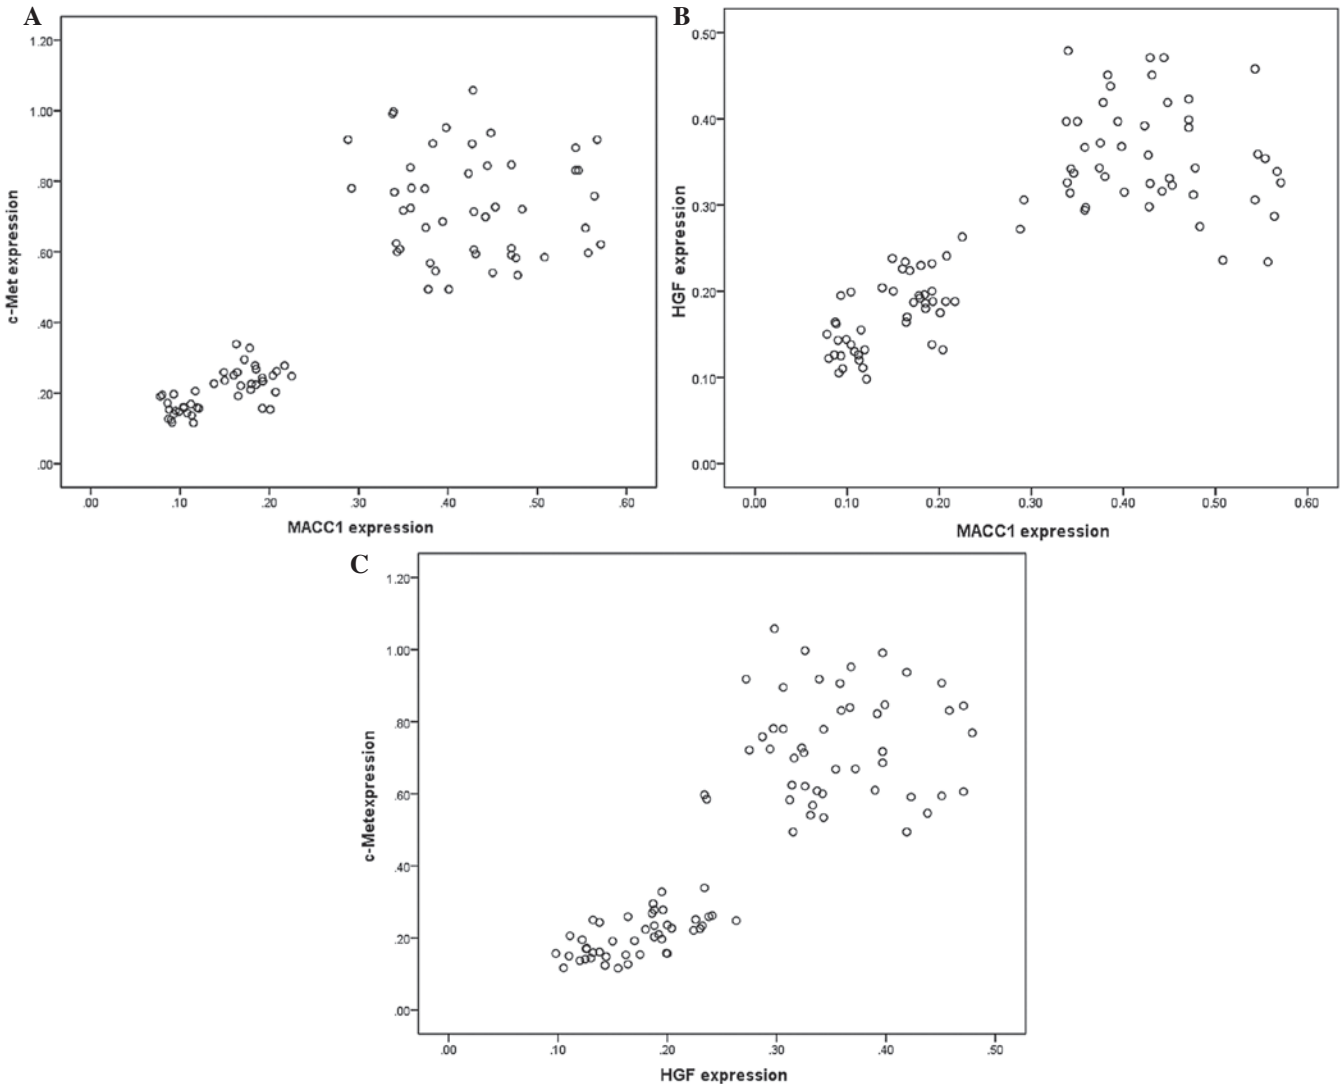 A
1.20
1.00
.80
.60
.40
.20
.00
c-Met expression
.00 .10 .20 .30 .40 .50 .60
MACC1 expression
B
0.50
0.40
0.30
0.20
0.10
0.00
HGF expression
0.00 0.10 0.20 0.30 0.40 0.50 0.60
MACC1 expression
C
1.20
1.00
.80
.60
.40
.20
.00
c-Metexpression
.00 .10 .20 .30 .40 .50
HGF expression